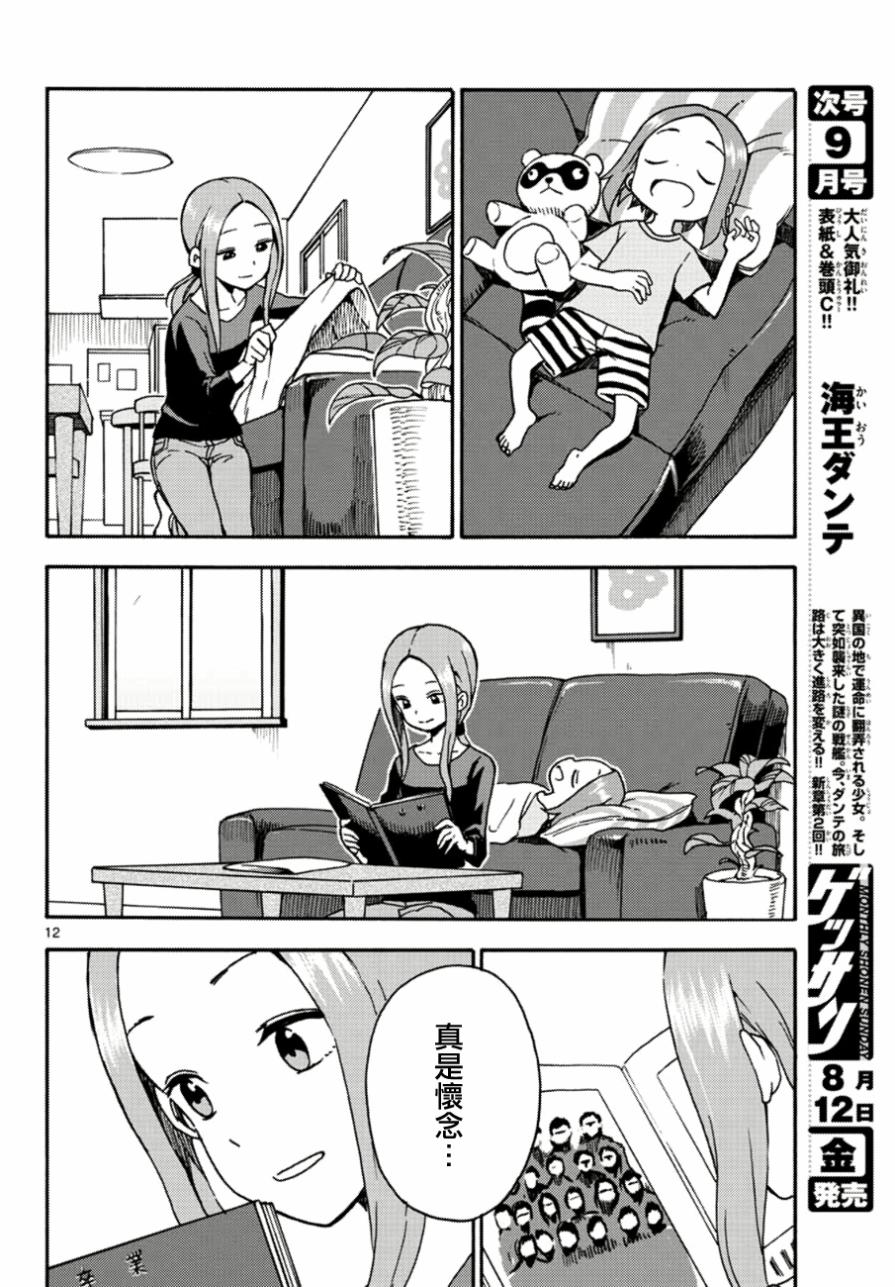 次号
9
月号
大人気御礼!!
表紙&巻頭C!!
海王ダンテ
異国の地で運命に翻弄される少女。そし
て突如襲来した謎の戦艦。今、ダンテの旅
路は大きく進路を変える!! 新章第2回!!
ゲッサン
MONTHLY SHONEN SUNDAY
8月
12日
金
発売
12
真是懷念…
卒業